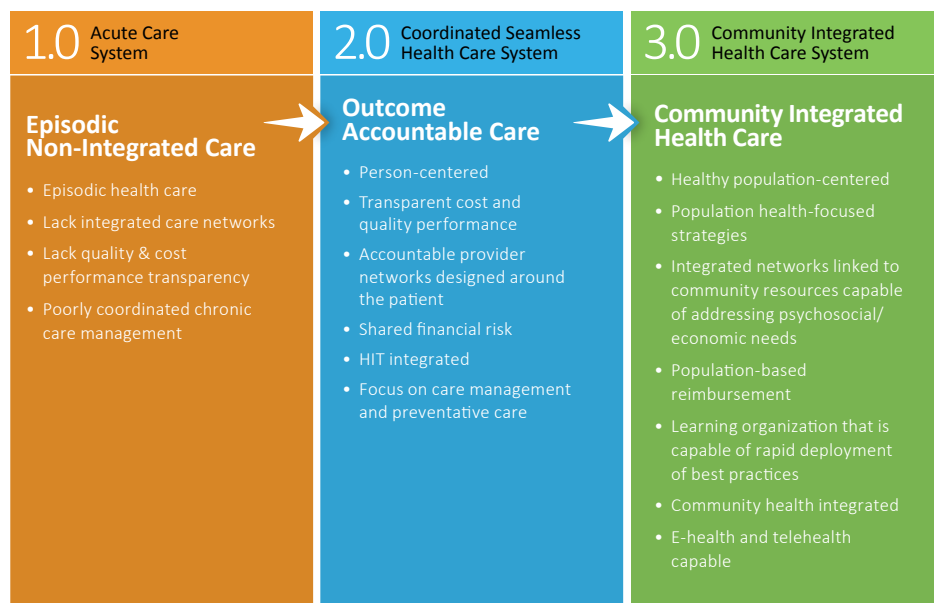 1.0 Acute Care
System
Episodic
Non-Integrated Care
• Episodic health care
• Lack integrated care networks
• Lack quality & cost
performance transparency
• Poorly coordinated chronic
care management
2.0 Coordinated Seamless
Health Care System
Outcome
Accountable Care
• Person-centered
• Transparent cost and
quality performance
• Accountable provider
networks designed around
the patient
• Shared financial risk
• HIT integrated
• Focus on care management
and preventative care
3.0 Community Integrated
Health Care System
Community Integrated
Health Care
• Healthy population-centered
• Population health-focused
strategies
• Integrated networks linked to
community resources capable
of addressing psychosocial/
economic needs
• Population-based
reimbursement
• Learning organization that is
capable of rapid deployment
of best practices
• Community health integrated
• E-health and telehealth
capable